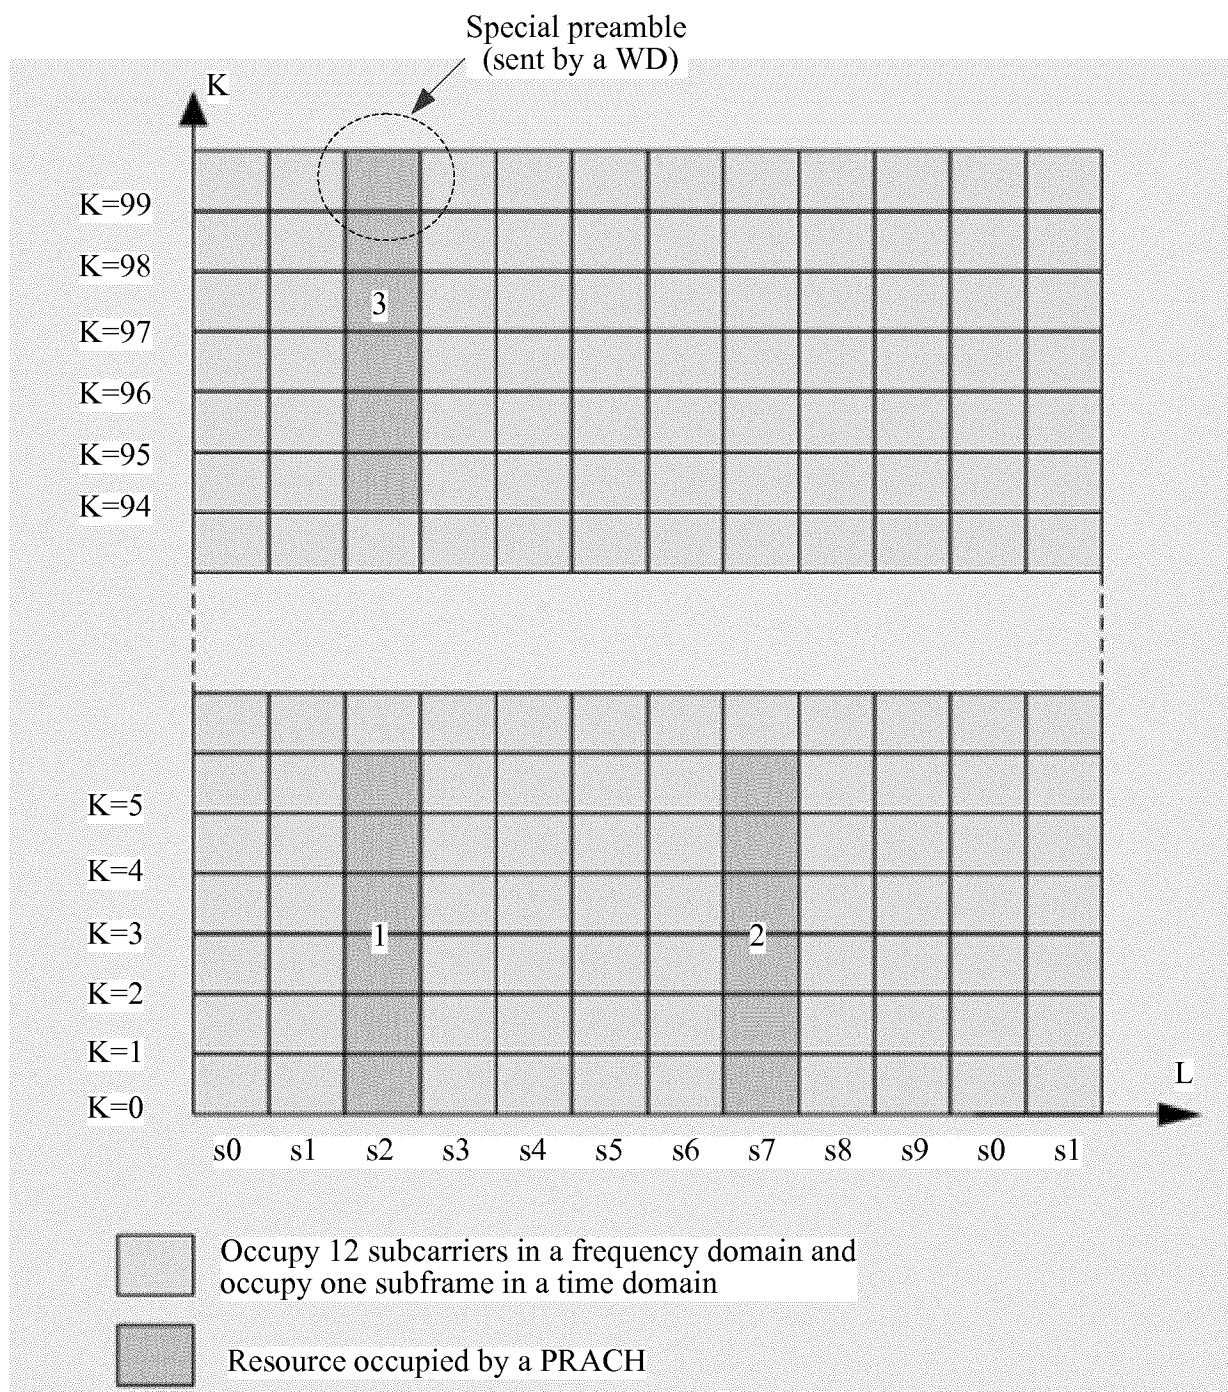 Special preamble
(sent by a WD)
K
K=99
K=98
3
K=97
K=96
K=95
K=94
K=5
K=4
K=3
1
2
K=2
K=1
L
K=0
s0 s1 s2 s3 s4 s5 s6 s7 s8 s9 s0 s1
Occupy 12 subcarriers in a frequency domain and
occupy one subframe in a time domain
Resource occupied by a PRACH